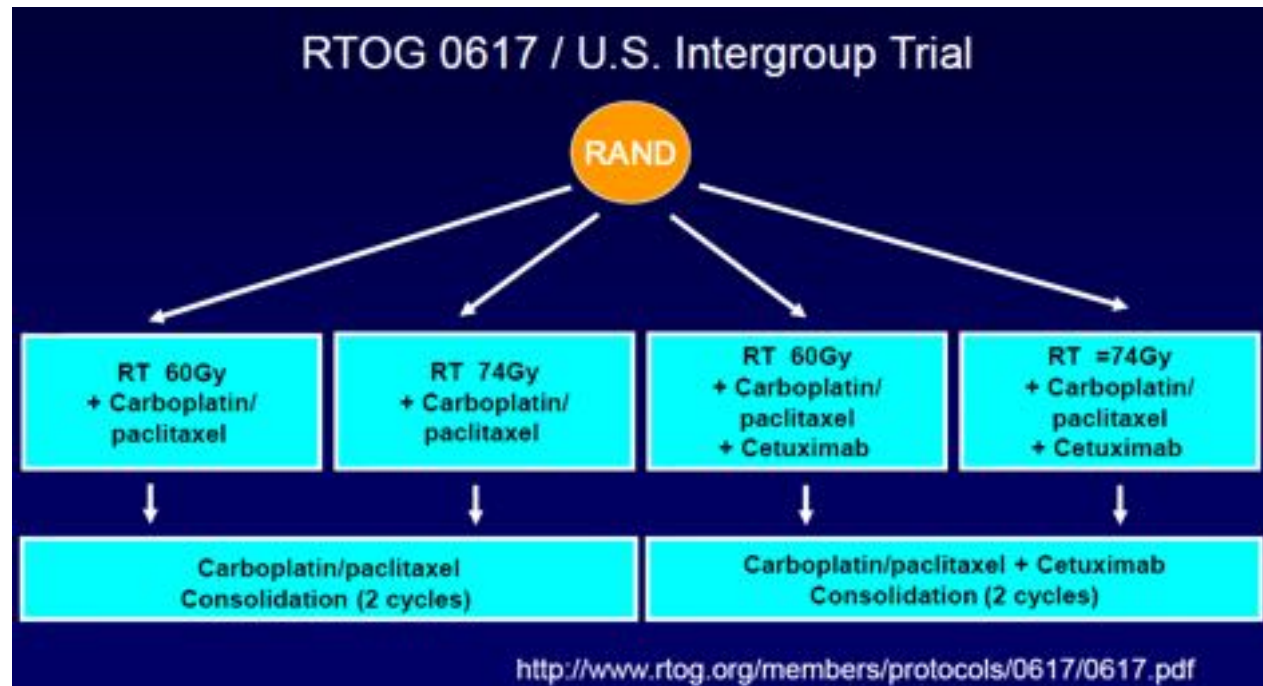 RTOG 0617 / U.S. Intergroup Trial
RAND
RT 60Gy
+ Carboplatin/
paclitaxel
RT 74Gy
+ Carboplatin/
paclitaxel
RT 60Gy
+ Carboplatin/
paclitaxel
+ Cetuximab
RT =74Gy
+ Carboplatin/
paclitaxel
+ Cetuximab
Carboplatin/paclitaxel
Consolidation (2 cycles)
Carboplatin/paclitaxel + Cetuximab
Consolidation (2 cycles)
http://www.rtog.org/members/protocols/0617/0617.pdf